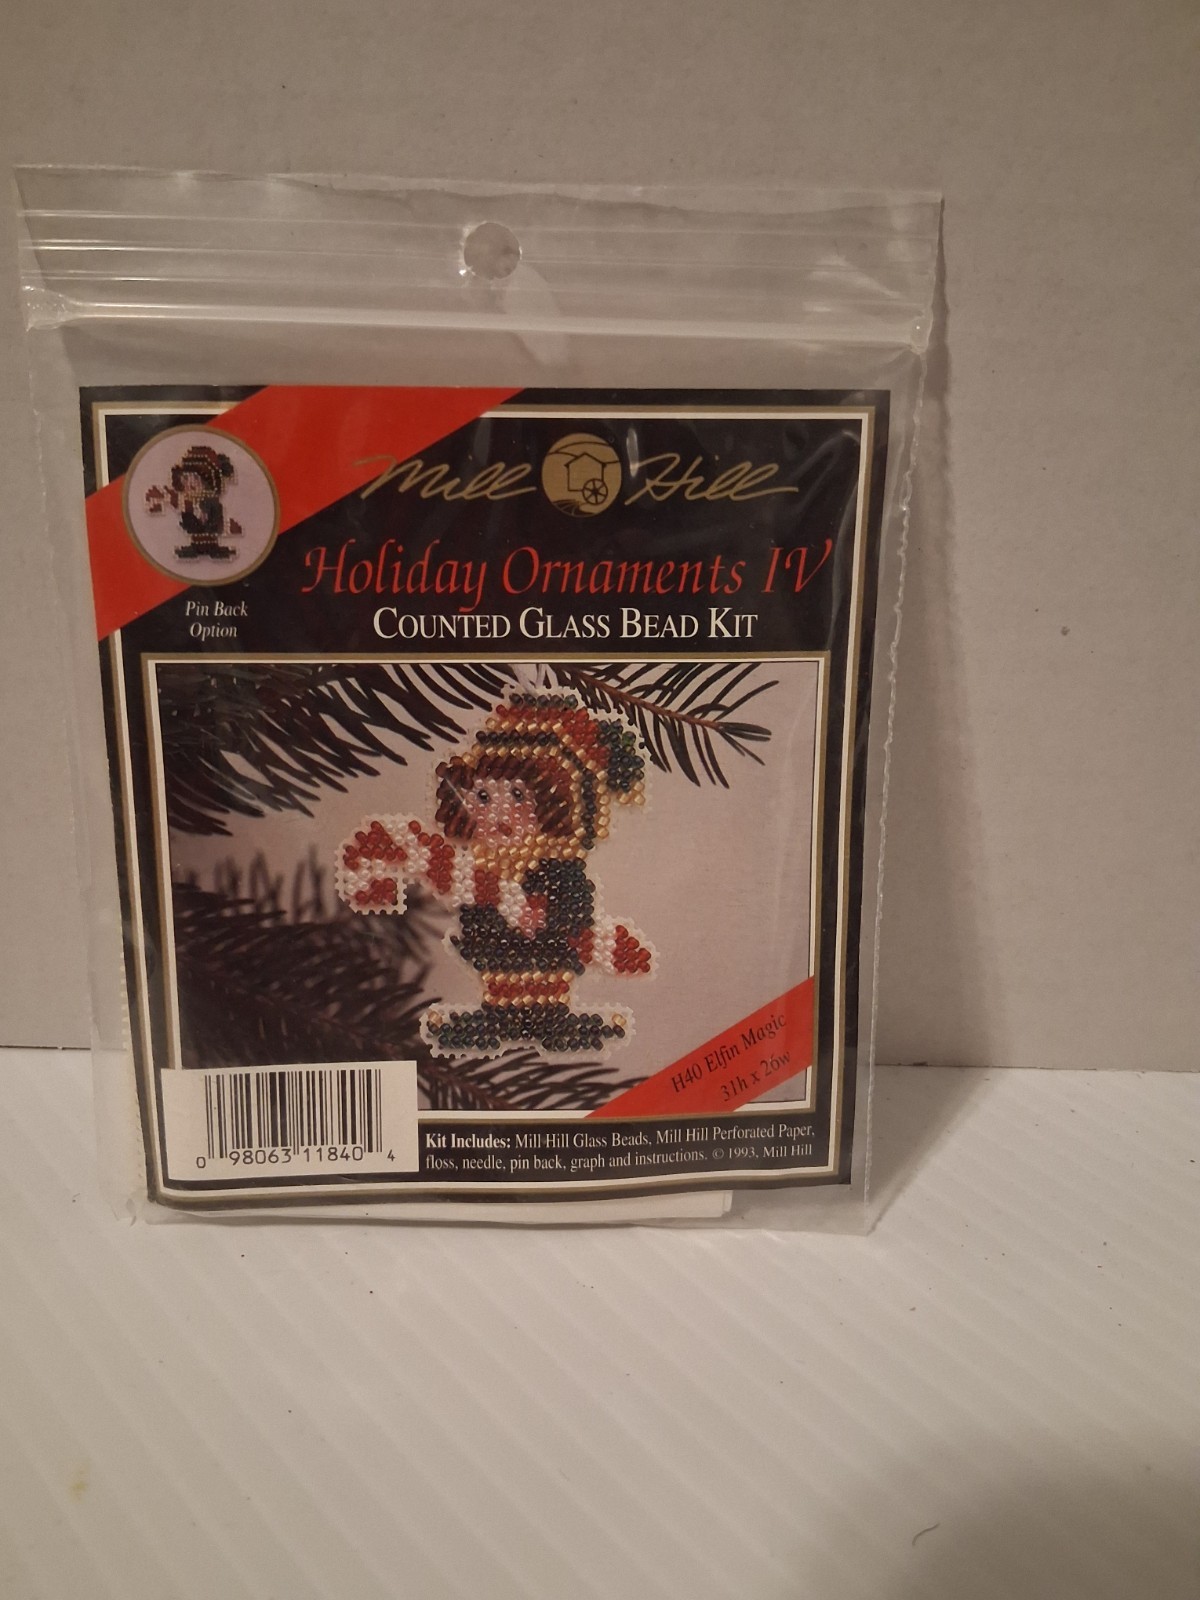 Mill Hill
Holiday Ornaments IV
COUNTED GLASS BEAD KIT
Pin Back
Option
H40 Elfin Magic
31h x 26w
Kit Includes: Mill Hill Glass Beads, Mill Hill Perforated Paper,
floss, needle, pin back, graph and instructions. © 1993, Mill Hill
0 98063 11840 4